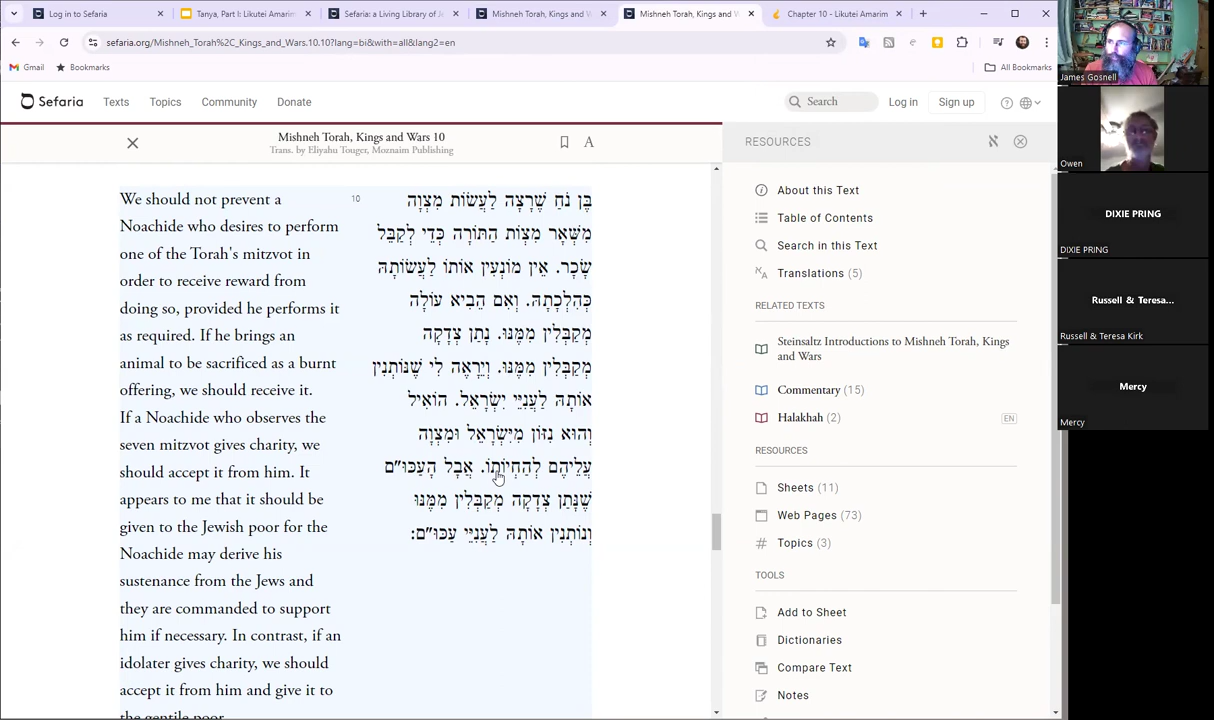 Log in to Sefaria
Tanya, Part I; Likutei Amarim
Sefaria: a Living Library of Je
Mishneh Torah, Kings and W
Mishneh Torah, Kings and W
Chapter 10 - Likutei Amarim
sefaria.org/Mishneh_Torah%2C_Kings_and_Wars.10.10?lang=bi&with=all&lang2=en
Gmail
Bookmarks
All Bookmarks
Sefaria
Texts
Topics
Community
Donate
Search
Log in
Sign up
Mishneh Torah, Kings and Wars 10
Trans. by Eliyahu Touger, Moznaim Publishing
A
We should not prevent a
Noachide who desires to perform
one of the Torah's mitzvot in
order to receive reward from
doing so, provided he performs it
as required. If he brings an
animal to be sacrificed as a burnt
offering, we should receive it.
If a Noachide who observes the
seven mitzvot gives charity, we
should accept it from him. It
appears to me that it should be
given to the Jewish poor for the
Noachide may derive his
sustenance from the Jews and
they are commanded to support
him if necessary. In contrast, if an
idolater gives charity, we should
accept it from him and give it to
the gentile poor.
10
בֶּן נֹחַ שֶׁרָצָה לַעֲשׂוֹת מִצְוָה
מִשְּׁאָר מִצְוֹת הַתּוֹרָה כְּדֵי לְקַבֵּל
שָׂכָר. אֵין מוֹנְעִין אוֹתוֹ לַעֲשׂוֹתָהּ
כְּהִלְכָתָהּ. וְאִם הֵבִיא עוֹלָה
מְקַבְּלִין מִמֶּנּוּ. נָתַן צְדָקָה
מְקַבְּלִין מִמֶּנּוּ. וְיֵרָאֶה לִי שֶׁנּוֹתְנִין
אוֹתָהּ לַעֲנִיֵּי יִשְׂרָאֵל. הוֹאִיל
וְהוּא נִזּוֹן מִיִּשְׂרָאֵל וּמִצְוָה
עֲלֵיהֶם לְהַחְיוֹתוֹ. אֲבָל הָעַכּוּ״ם
שֶׁנָּתַן צְדָקָה מְקַבְּלִין מִמֶּנּוּ
וְנוֹתְנִין אוֹתָהּ לַעֲנִיֵּי עַכּוּ״ם:
RESOURCES
א
About this Text
Table of Contents
Search in this Text
Translations (5)
RELATED TEXTS
Steinsaltz Introductions to Mishneh Torah, Kings
and Wars
Commentary (15)
Halakhah (2)
EN
RESOURCES
Sheets (11)
Web Pages (73)
Topics (3)
TOOLS
Add to Sheet
Dictionaries
Compare Text
Notes
James Gosnell
Owen
DIXIE PRING
DIXIE PRING
Russell & Teresa...
Russell & Teresa Kirk
Mercy
Mercy